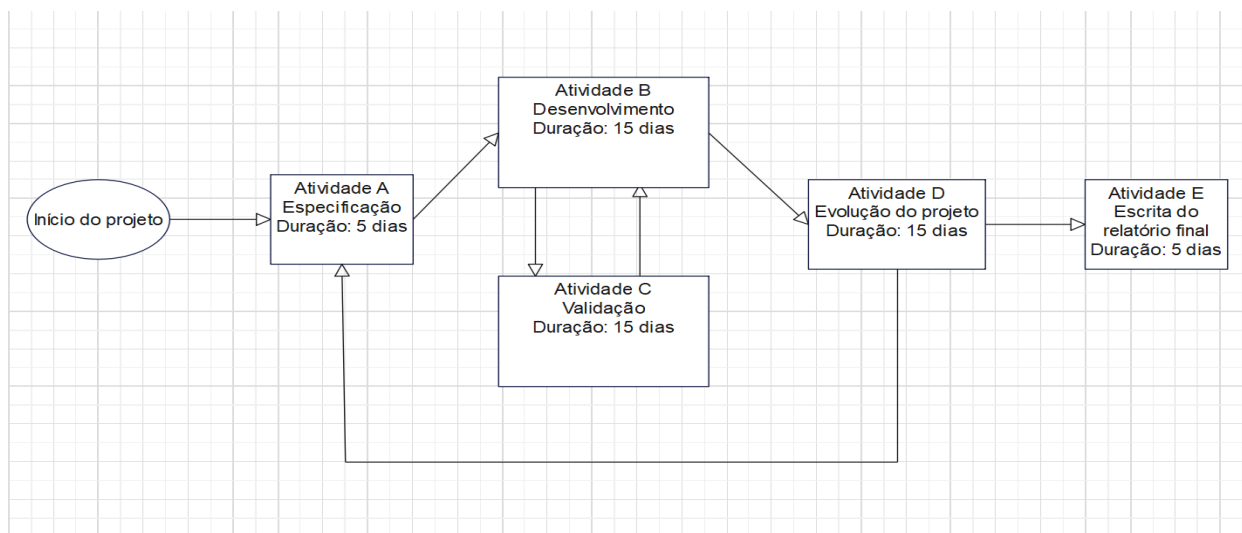 Início do projeto
Atividade A
Especificação
Duração: 5 dias
Atividade B
Desenvolvimento
Duração: 15 dias
Atividade C
Validação
Duração: 15 dias
Atividade D
Evolução do projeto
Duração: 15 dias
Atividade E
Escrita do
relatório final
Duração: 5 dias